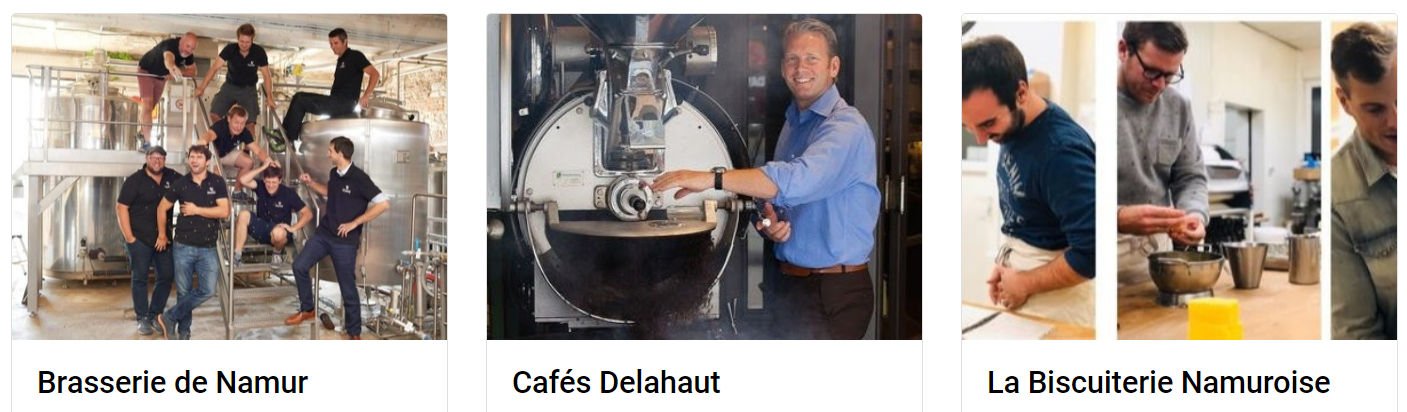 Brasserie de Namur
Cafés Delahaut
La Biscuiterie Namuroise